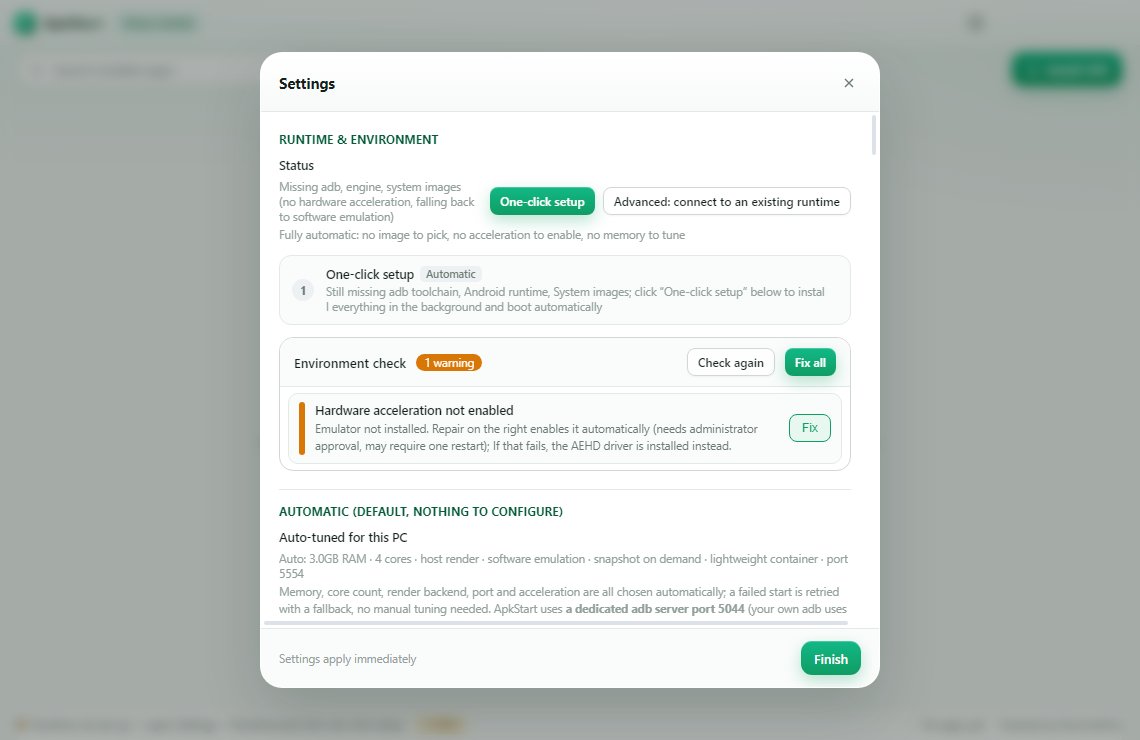 Settings
RUNTIME & ENVIRONMENT
Status
Missing adb, engine, system images
(no hardware acceleration, falling back
to software emulation)
One-click setup
Advanced: connect to an existing runtime
Fully automatic: no image to pick, no acceleration to enable, no memory to tune
1
One-click setup Automatic
Still missing adb toolchain, Android runtime, System images; click “One-click setup” below to instal
l everything in the background and boot automatically
Environment check 1 warning
Check again
Fix all
Hardware acceleration not enabled
Emulator not installed. Repair on the right enables it automatically (needs administrator
approval, may require one restart); If that fails, the AEHD driver is installed instead.
Fix
AUTOMATIC (DEFAULT, NOTHING TO CONFIGURE)
Auto-tuned for this PC
Auto: 3.0GB RAM · 4 cores · host render · software emulation · snapshot on demand · lightweight container · port
5554
Memory, core count, render backend, port and acceleration are all chosen automatically; a failed start is retried
with a fallback, no manual tuning needed. ApkStart uses a dedicated adb server port 5044 (your own adb uses
Settings apply immediately
Finish